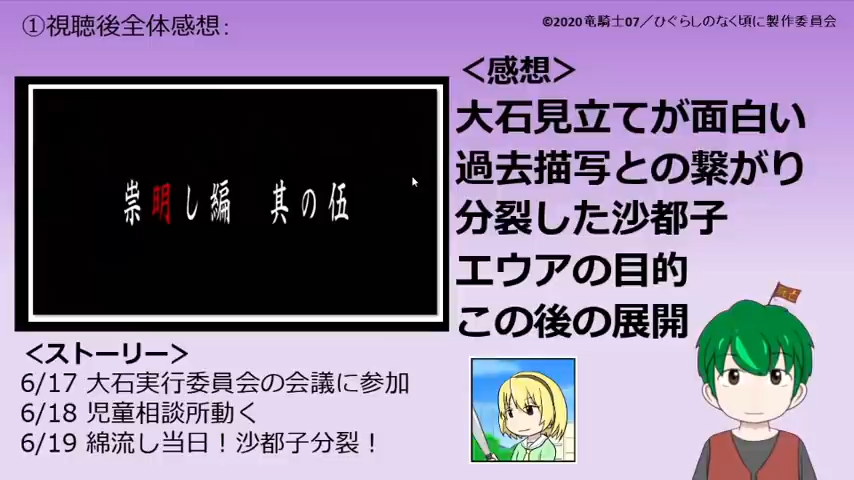 ①視聴後全体感想:
©2020竜騎士07／ひぐらしのなく頃に製作委員会
祟明し編　其の伍
＜感想＞
大石見立てが面白い
過去描写との繋がり
分裂した沙都子
エウアの目的
この後の展開
＜ストーリー＞
6/17 大石実行委員会の会議に参加
6/18 児童相談所動く
6/19 綿流し当日！沙都子分裂！